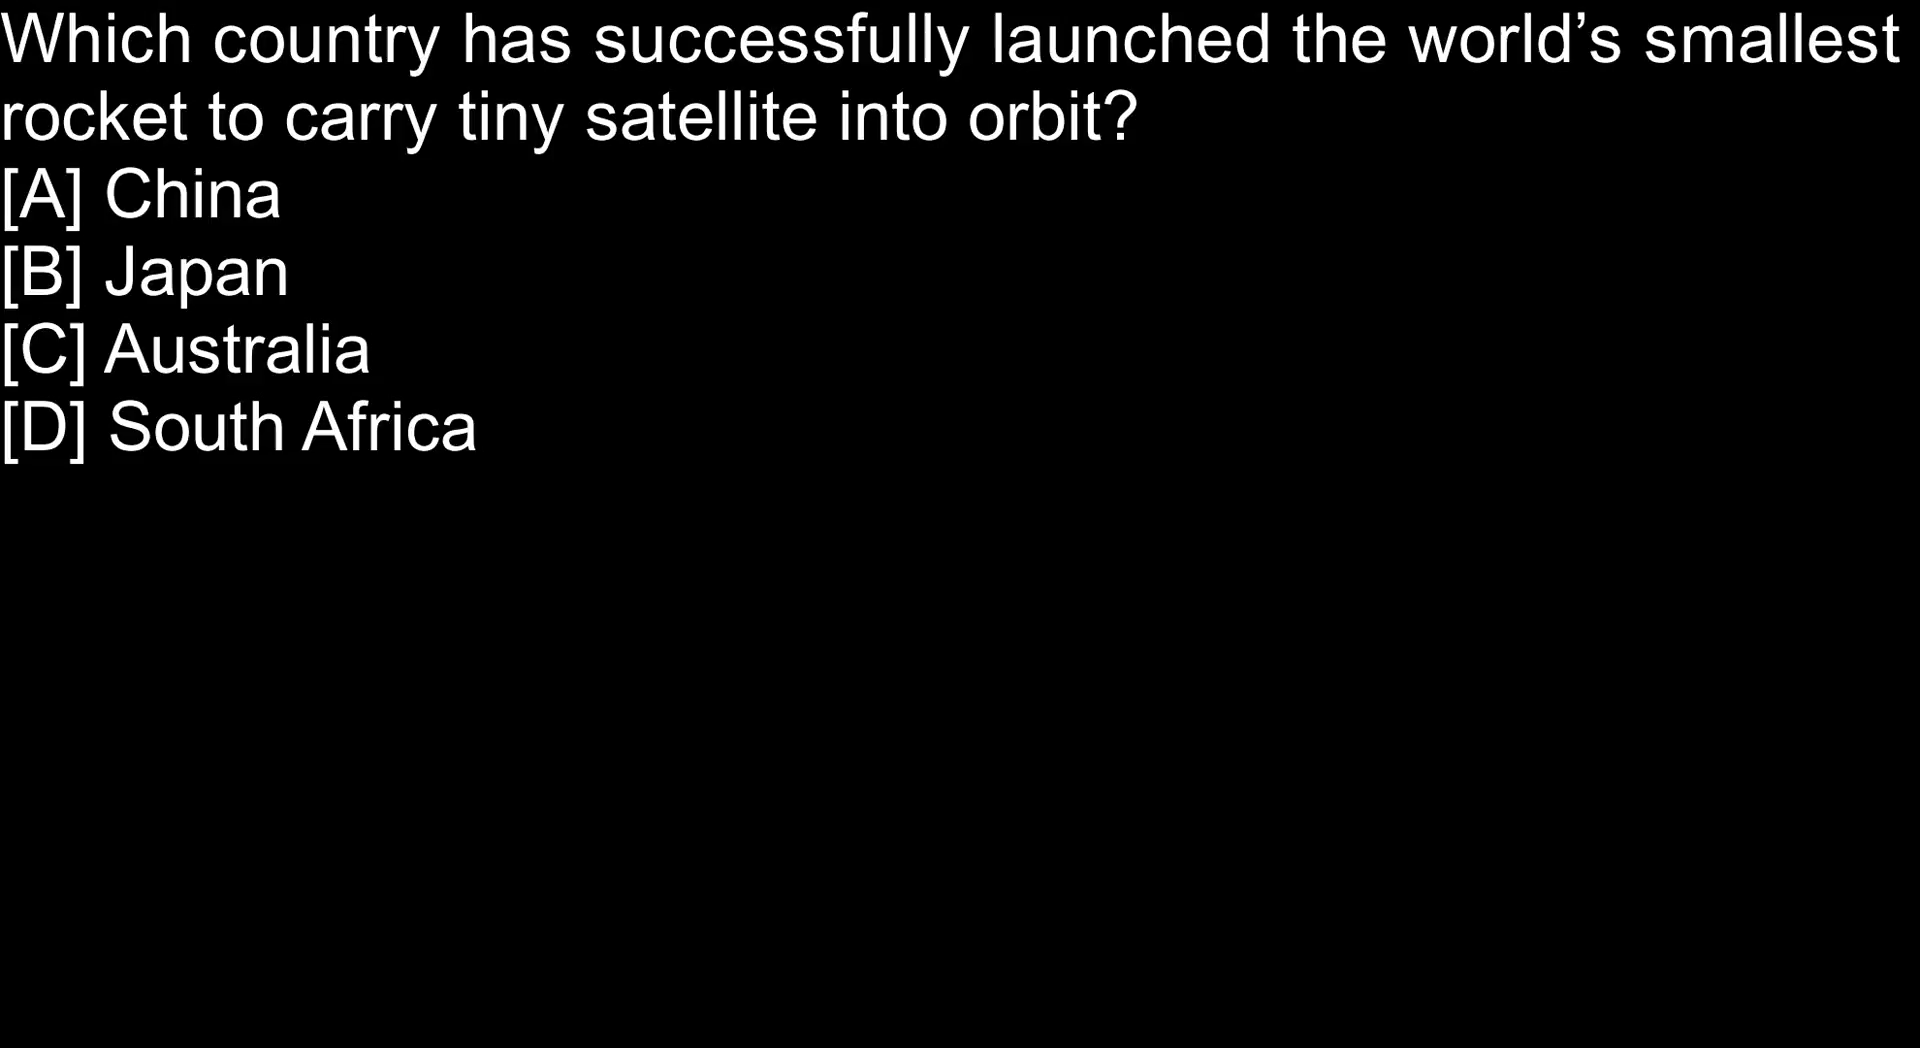 Which country has successfully launched the world’s smallest
rocket to carry tiny satellite into orbit?
[A] China
[B] Japan
[C] Australia
[D] South Africa